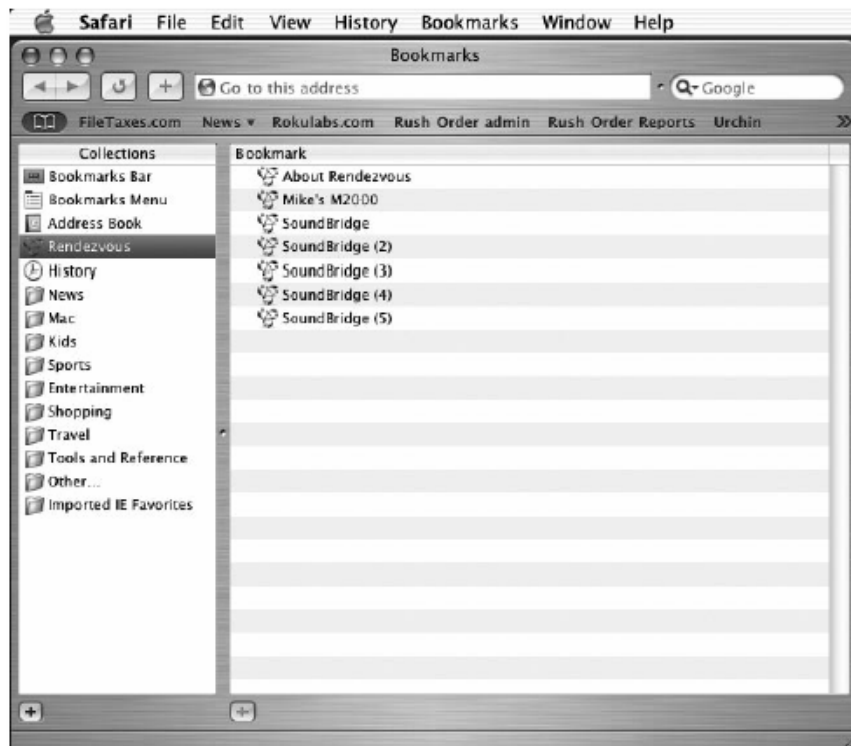 Safari File Edit View History Bookmarks Window Help
Bookmarks
Go to this address
Google
FileTaxes.com News Rokulabs.com Rush Order admin Rush Order Reports Urchin
Collections
Bookmarks Bar
Bookmarks Menu
Address Book
Rendezvous
History
News
Mac
Kids
Sports
Entertainment
Shopping
Travel
Tools and Reference
Other...
Imported IE Favorites
Bookmark
About Rendezvous
Mike's M2000
SoundBridge
SoundBridge (2)
SoundBridge (3)
SoundBridge (4)
SoundBridge (5)